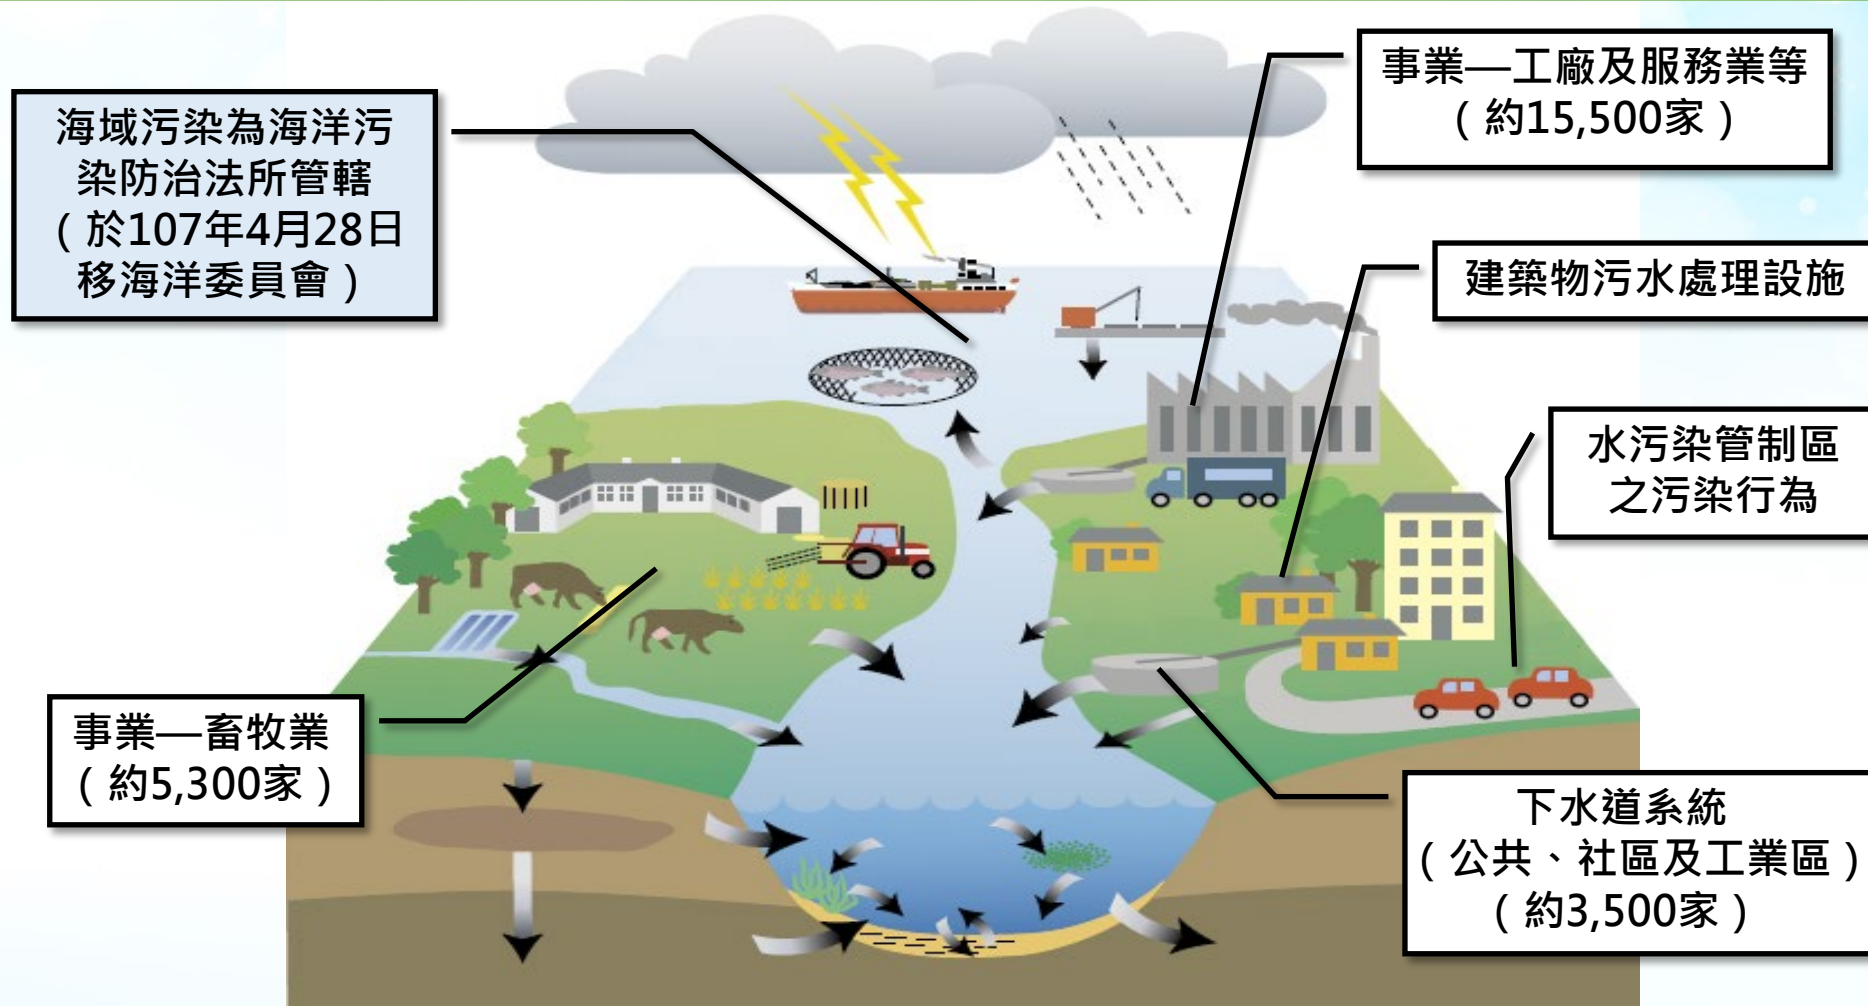 海域污染為海洋污
染防治法所管轄
（於107年4月28日
移海洋委員會）
事業—工廠及服務業等
（約15,500家）
建築物污水處理設施
水污染管制區
之污染行為
事業—畜牧業
（約5,300家）
下水道系統
（公共、社區及工業區）
（約3,500家）